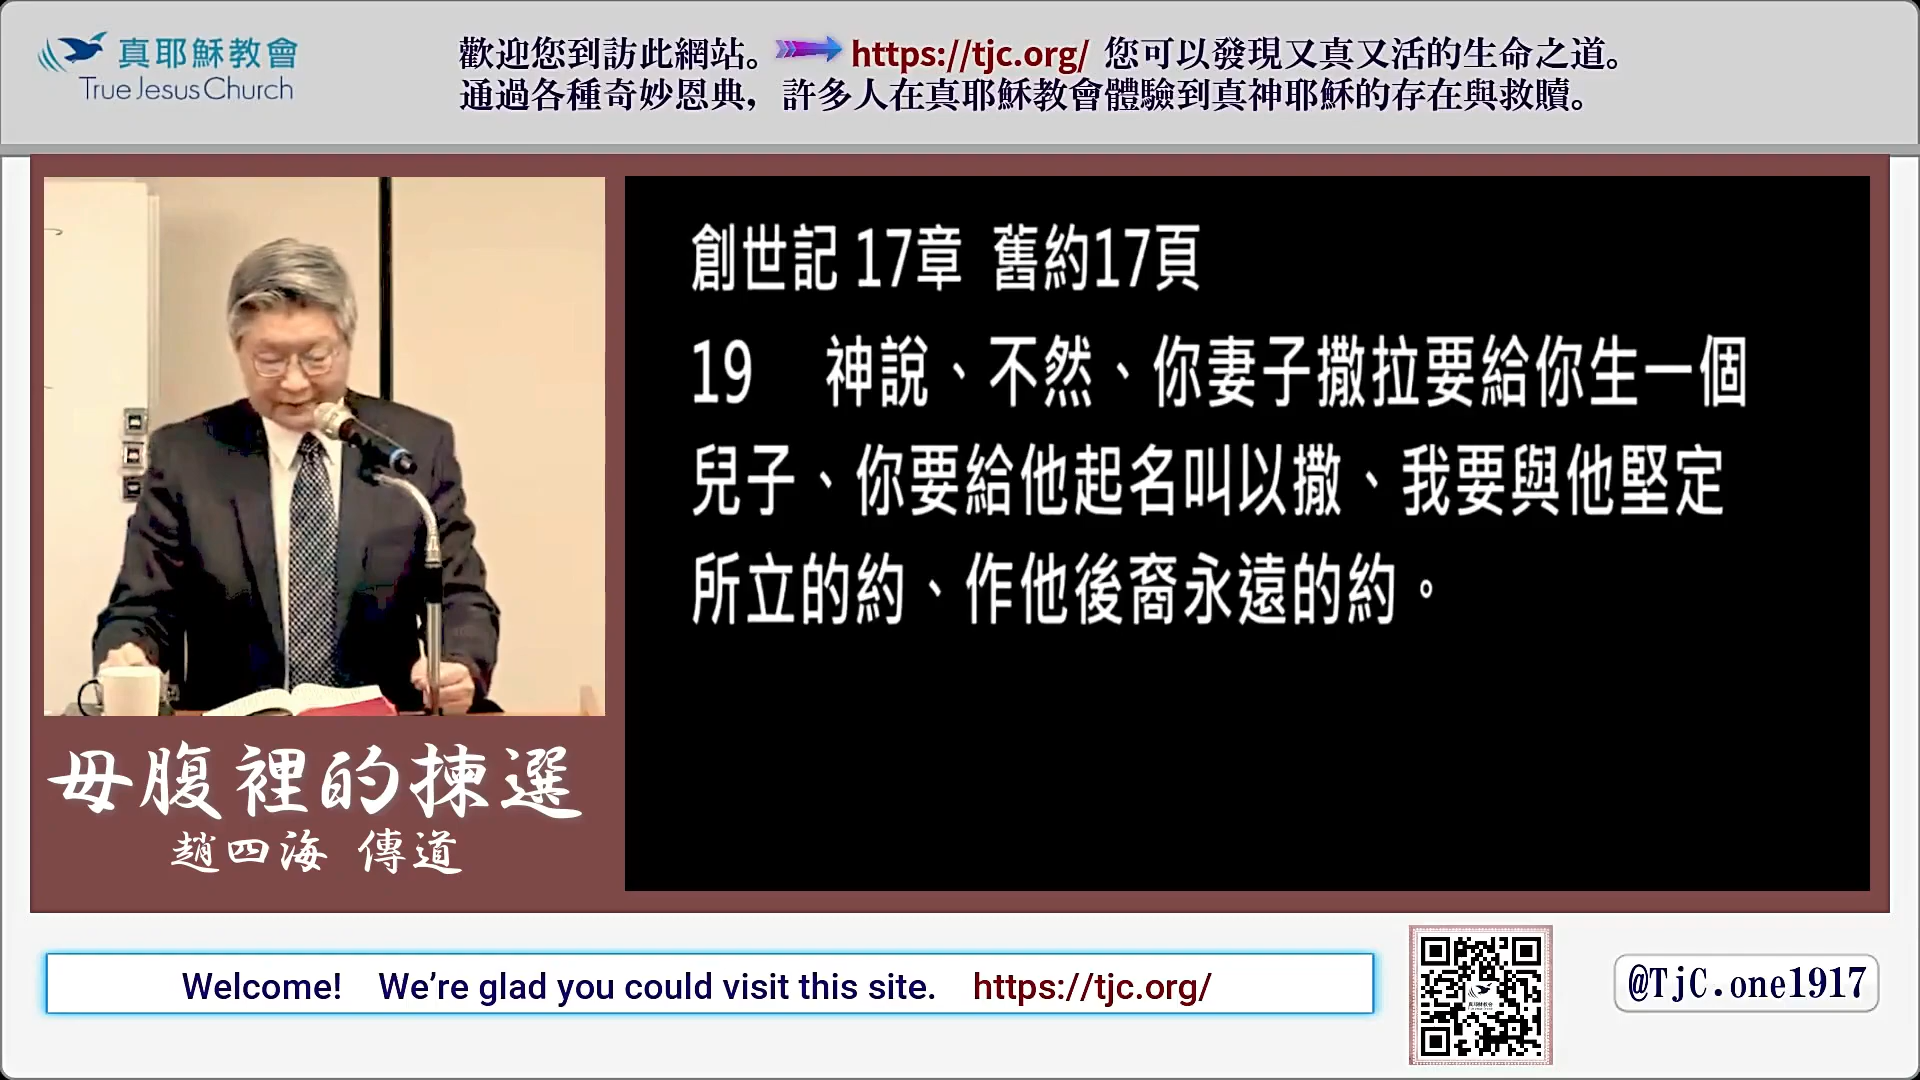 真耶穌教會
True Jesus Church
歡迎您到訪此網站。 https://tjc.org/ 您可以發現又真又活的生命之道。
通過各種奇妙恩典，許多人在真耶穌教會體驗到真神耶穌的存在與救贖。
創世記 17章 舊約17頁
19 神說、不然、你妻子撒拉要給你生一個
兒子、你要給他起名叫以撒、我要與他堅定
所立的約、作他後裔永遠的約。
母腹裡的揀選
趙四海 傳道
Welcome! We’re glad you could visit this site. https://tjc.org/
真耶穌教會
@TjC.one1917